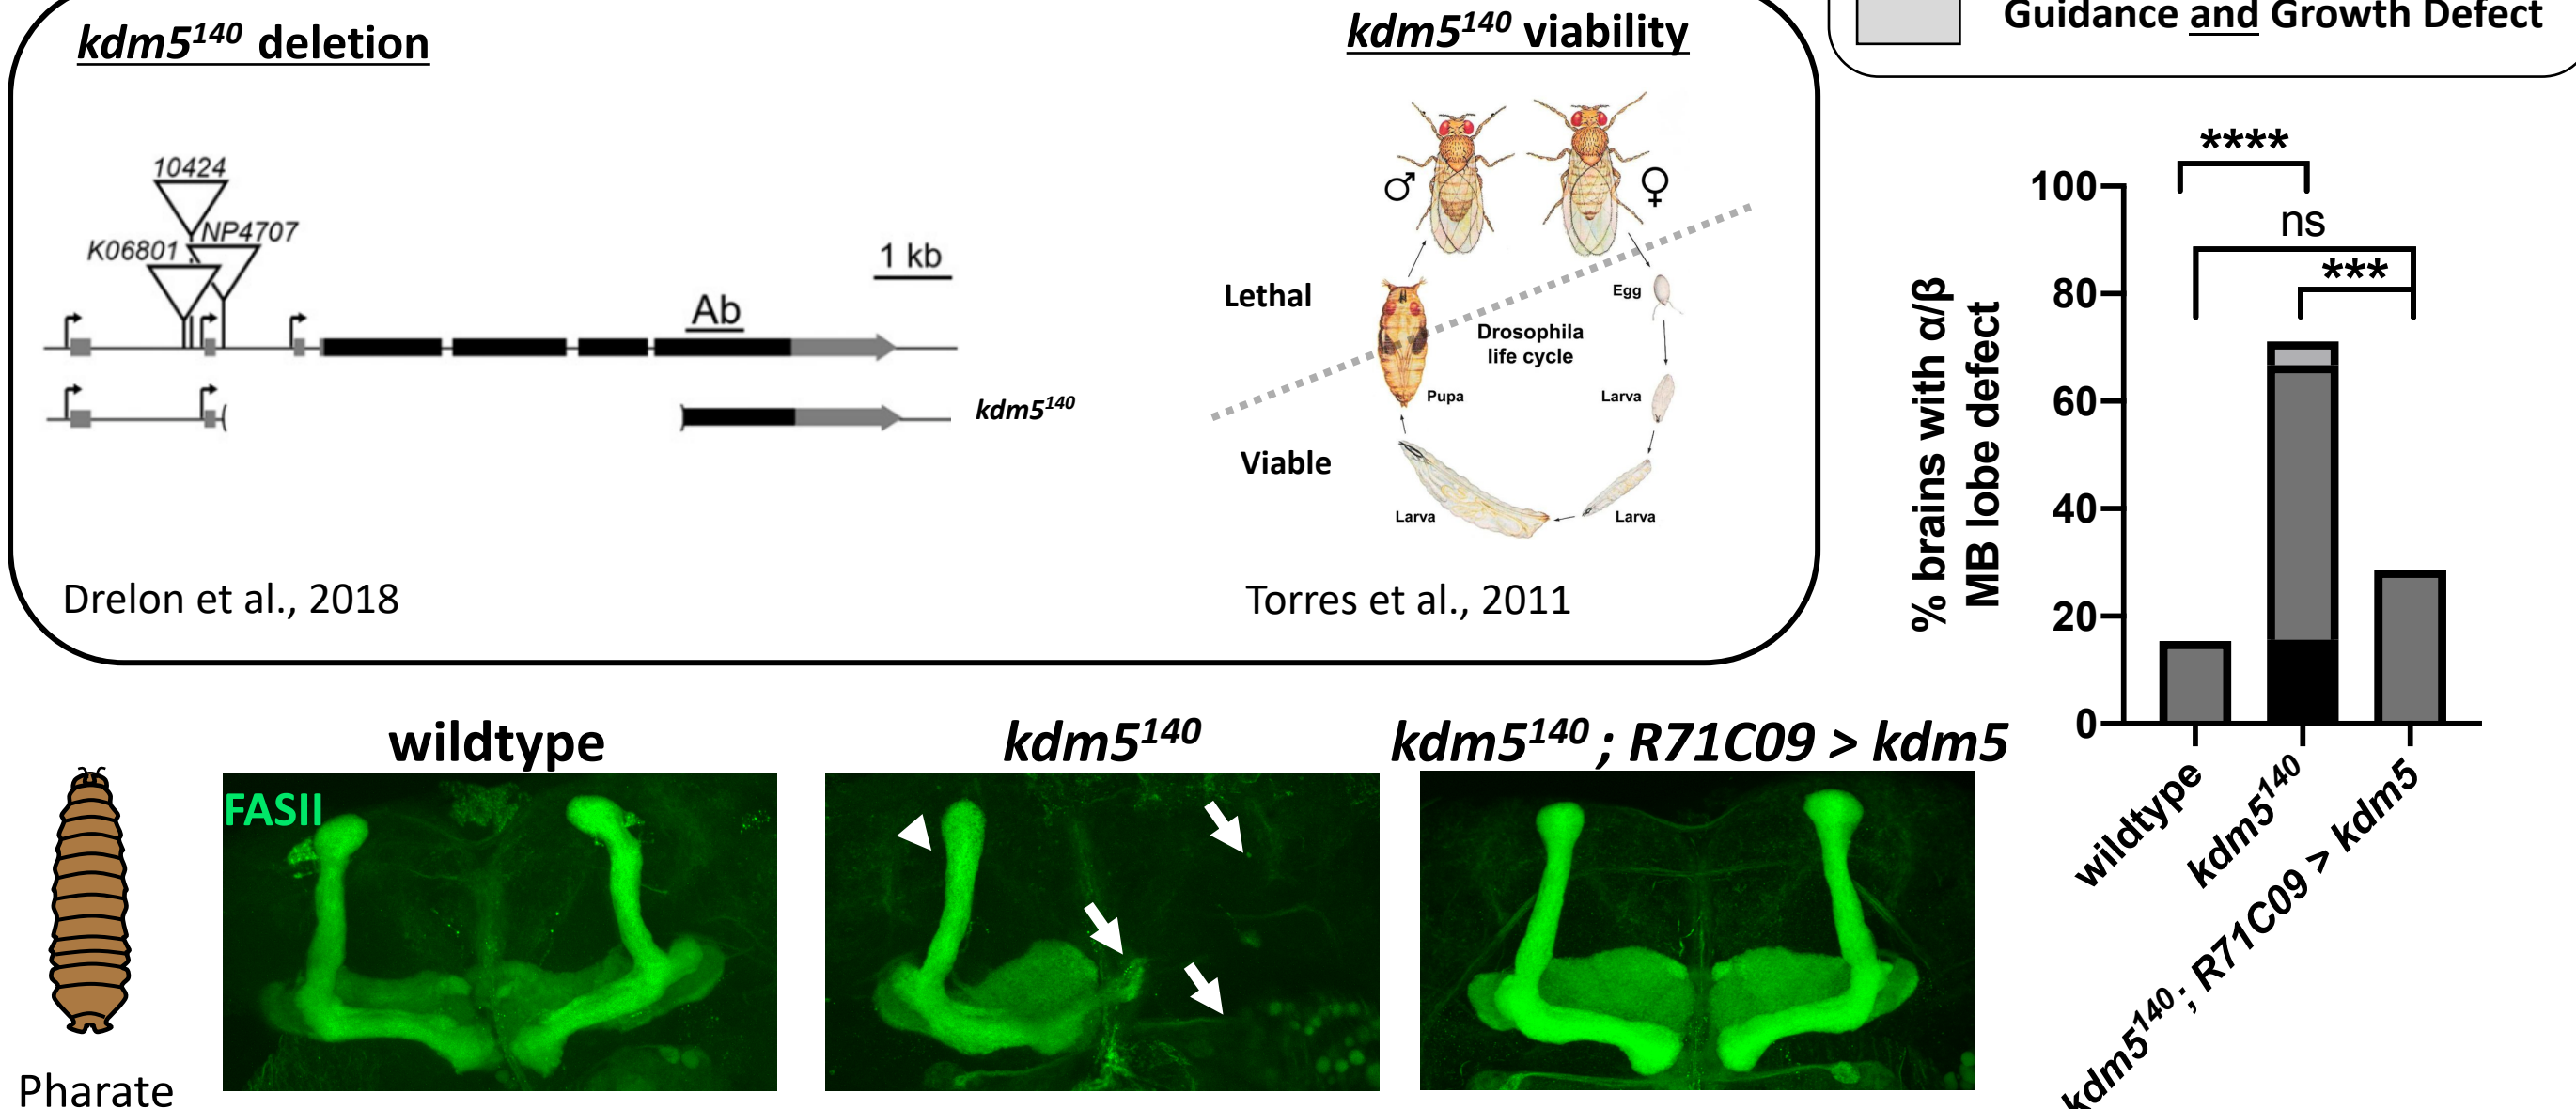 kdm5¹⁴⁰ deletion
10424
NP4707
K06801
1 kb
Ab
kdm5¹⁴⁰
Drelon et al., 2018
kdm5¹⁴⁰ viability
♂
♀
Lethal
Egg
Drosophila
life cycle
Pupa
Larva
Viable
Larva
Larva
Torres et al., 2011
Guidance and Growth Defect
% brains with α/β
MB lobe defect
100
80
60
40
20
0
****
ns
***
wildtype
kdm5¹⁴⁰
kdm5¹⁴⁰; R71C09 > kdm5
wildtype
kdm5¹⁴⁰
kdm5¹⁴⁰ ; R71C09 > kdm5
FASII
Pharate